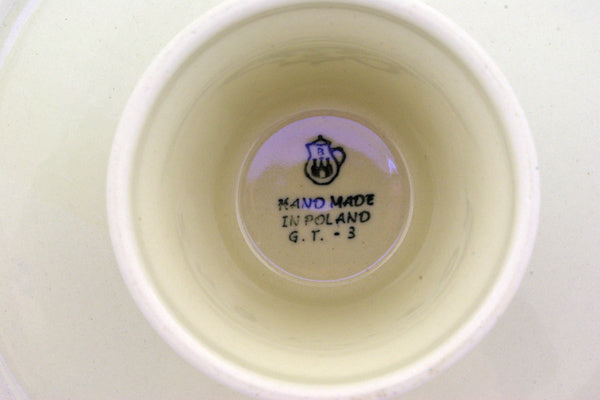 B
HAND MADE
IN POLAND
G. T. - 3